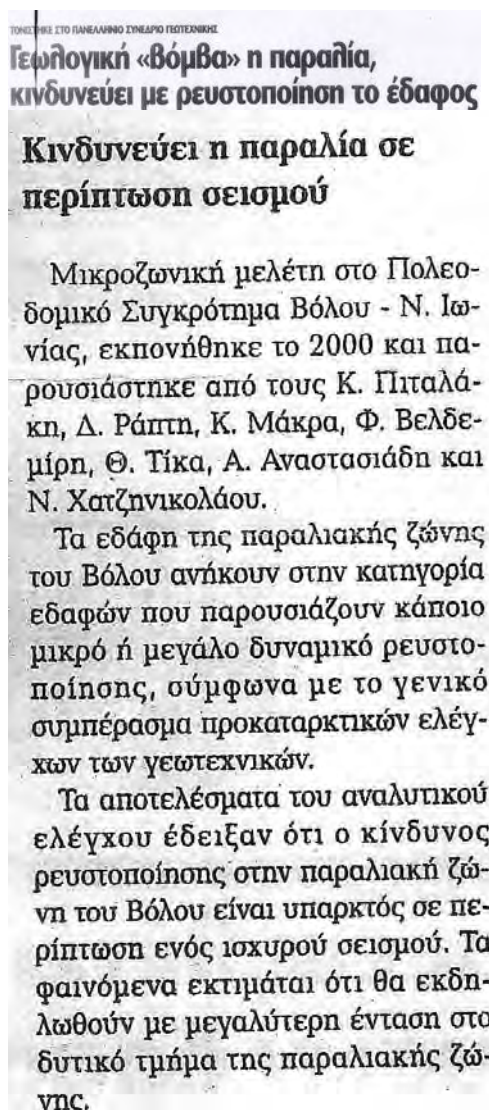 ΤΟΝΙΣΤΗΚΕ ΣΤΟ ΠΑΝΕΛΛΗΝΙΟ ΣΥΝΕΔΡΙΟ ΓΕΩΤΕΧΝΙΚΗΣ
Γεωλογική «βόμβα» η παραλία,
κινδυνεύει με ρευστοποίηση το έδαφος
Κινδυνεύει η παραλία σε
περίπτωση σεισμού
Μικροζωνική μελέτη στο Πολεο-
δομικό Συγκρότημα Βόλου - Ν. Ιω-
νίας, εκπονήθηκε το 2000 και πα-
ρουσιάστηκε από τους Κ. Πιταλά-
κη, Δ. Ράπτη, Κ. Μάκρα, Φ. Βελδε-
μίρη, Θ. Τίκα, Α. Αναστασιάδη και
Ν. Χατζηνικολάου.
Τα εδάφη της παραλιακής ζώνης
του Βόλου ανήκουν στην κατηγορία
εδαφών που παρουσιάζουν κάποιο
μικρό ή μεγάλο δυναμικό ρευστο-
ποίησης, σύμφωνα με το γενικό
συμπέρασμα προκαταρκτικών ελέγ-
χων των γεωτεχνικών.
Τα αποτελέσματα του αναλυτικού
ελέγχου έδειξαν ότι ο κίνδυνος
ρευστοποίησης στην παραλιακή ζώ-
νη του Βόλου είναι υπαρκτός σε πε-
ρίπτωση ενός ισχυρού σεισμού. Τα
φαινόμενα εκτιμάται ότι θα εκδη-
λωθούν με μεγαλύτερη ένταση στο
δυτικό τμήμα της παραλιακής ζώ-
νης.